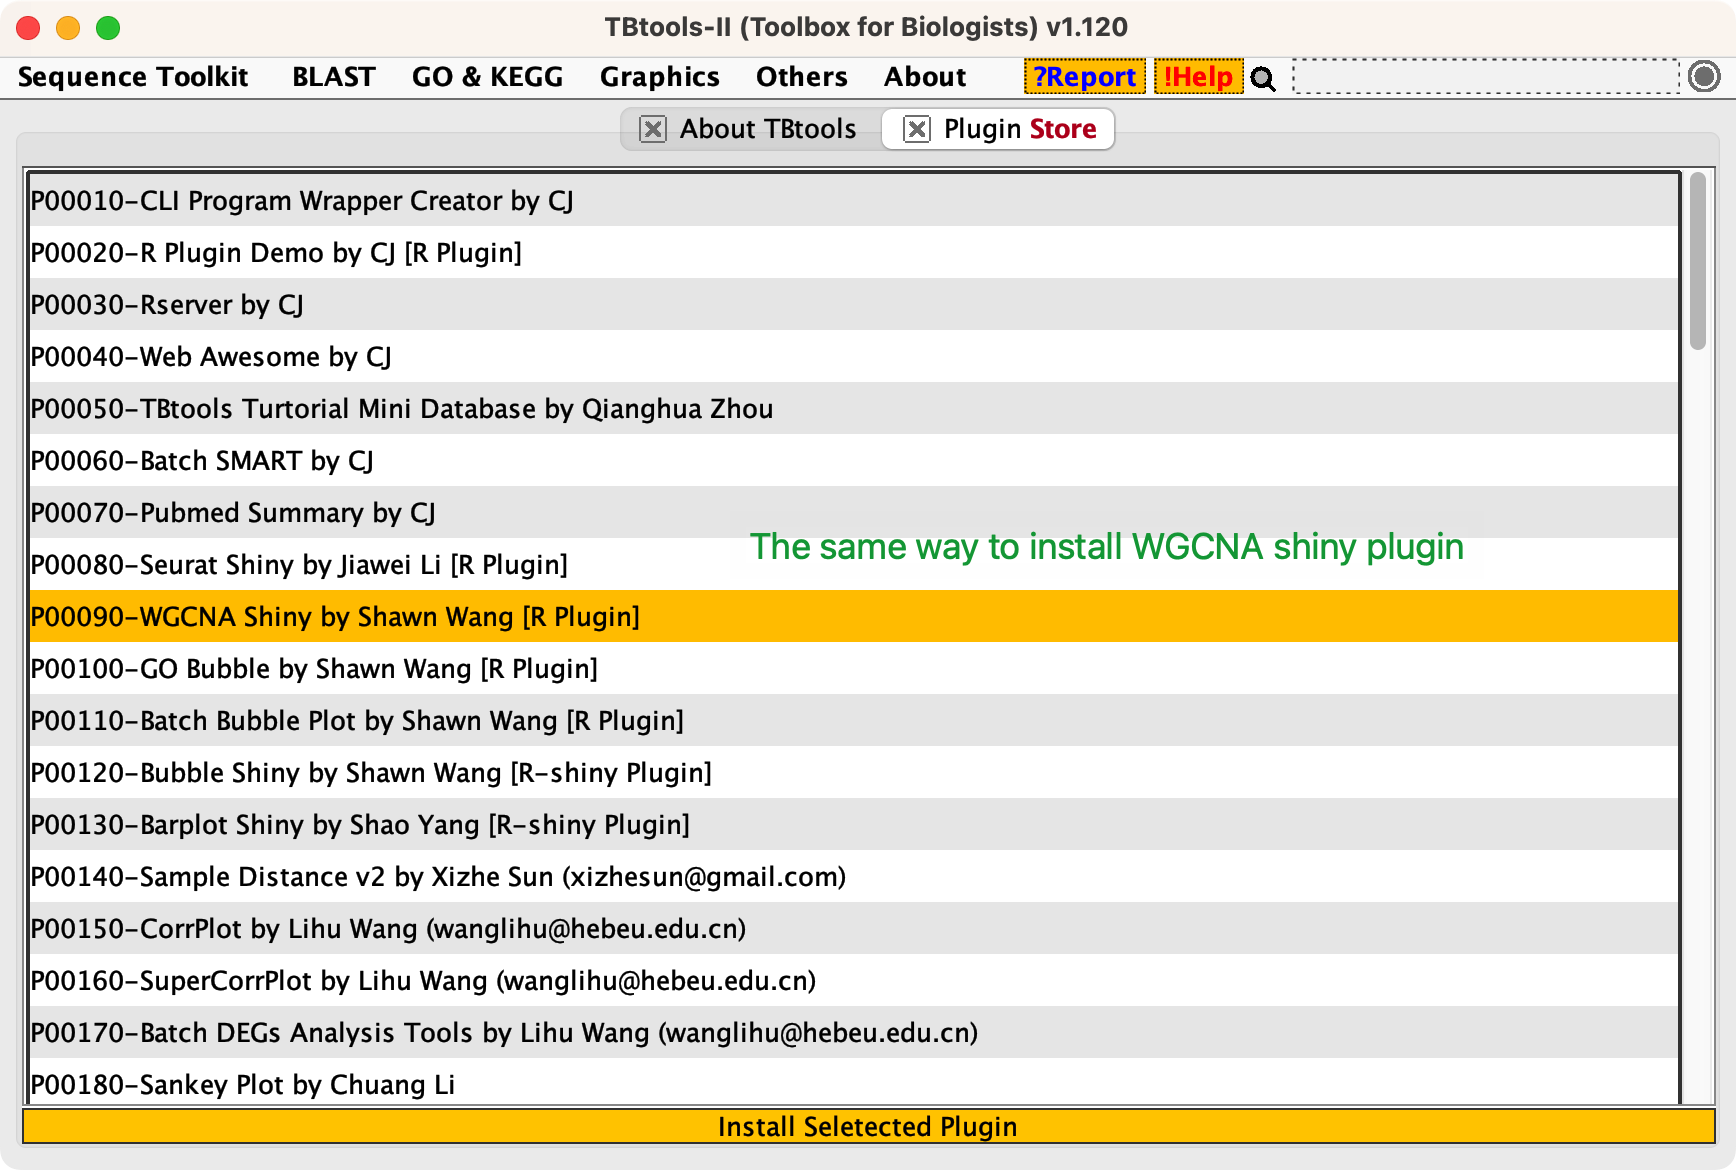 TBtools-II (Toolbox for Biologists) v1.120
Sequence Toolkit BLAST GO & KEGG Graphics Others About ?Report !Help
About TBtools Plugin Store
P00010-CLI Program Wrapper Creator by CJ
P00020-R Plugin Demo by CJ [R Plugin]
P00030-Rserver by CJ
P00040-Web Awesome by CJ
P00050-TBtools Turtorial Mini Database by Qianghua Zhou
P00060-Batch SMART by CJ
P00070-Pubmed Summary by CJ
The same way to install WGCNA shiny plugin
P00080-Seurat Shiny by Jiawei Li [R Plugin]
P00090-WGCNA Shiny by Shawn Wang [R Plugin]
P00100-GO Bubble by Shawn Wang [R Plugin]
P00110-Batch Bubble Plot by Shawn Wang [R Plugin]
P00120-Bubble Shiny by Shawn Wang [R-shiny Plugin]
P00130-Barplot Shiny by Shao Yang [R-shiny Plugin]
P00140-Sample Distance v2 by Xizhe Sun (xizhesun@gmail.com)
P00150-CorrPlot by Lihu Wang (wanglihu@hebeu.edu.cn)
P00160-SuperCorrPlot by Lihu Wang (wanglihu@hebeu.edu.cn)
P00170-Batch DEGs Analysis Tools by Lihu Wang (wanglihu@hebeu.edu.cn)
P00180-Sankey Plot by Chuang Li
Install Seletected Plugin